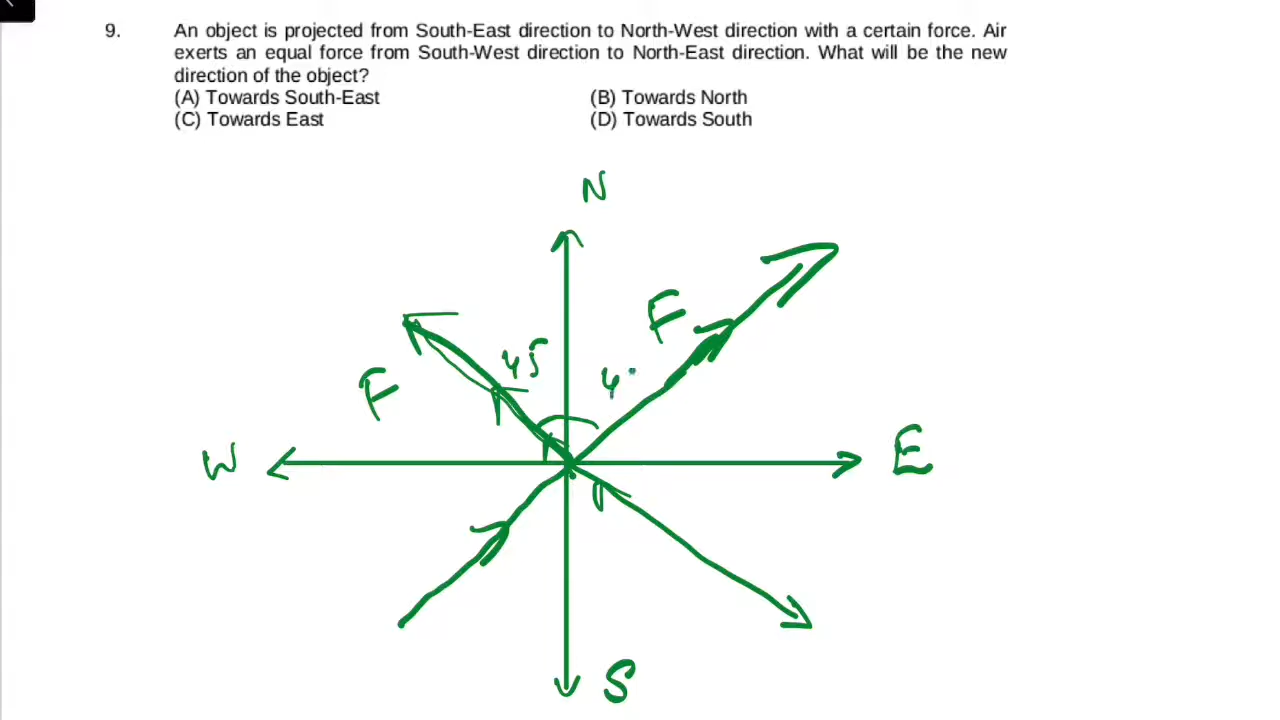 9. An object is projected from South-East direction to North-West direction with a certain force. Air
exerts an equal force from South-West direction to North-East direction. What will be the new
direction of the object?
(A) Towards South-East (B) Towards North
(C) Towards East (D) Towards South
N
F
45
4
F
W
E
S